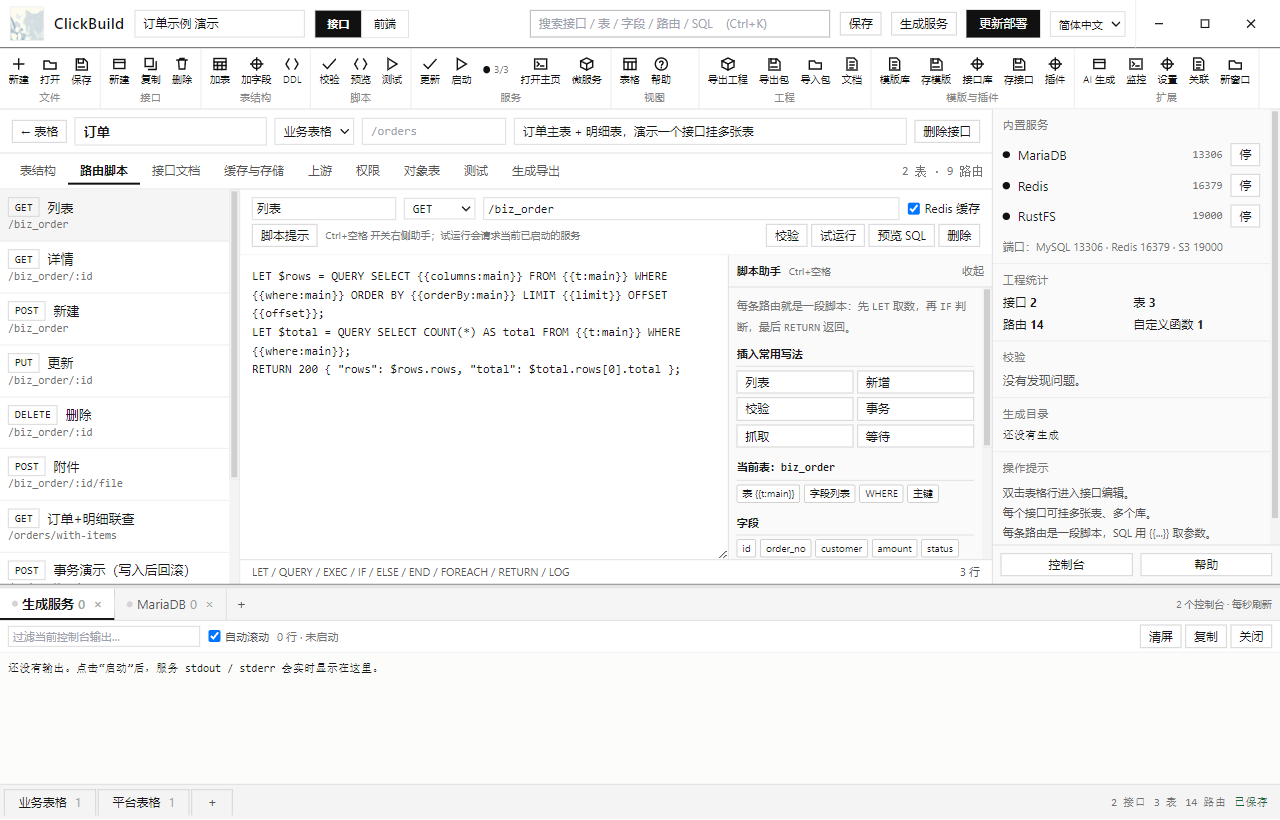 ClickBuild 订单示例 演示 接口 前端 搜索接口 / 表 / 字段 / 路由 / SQL （Ctrl+K） 保存 生成服务 更新部署 简体中文
新建 打开 保存 新建 复制 删除 加表 加字段 DDL 校验 预览 测试 更新 启动 3/3 打开主页 微服务 表格 帮助 导出工程 导出包 导入包 文档 模版库 存模版 接口库 存接口 插件 AI 生成 监控 设置 关联 新窗口
文件 接口 表结构 脚本 服务 视图 工程 模版与插件 扩展
← 表格 订单 业务表格 /orders 订单主表 + 明细表，演示一个接口挂多张表 删除接口
表结构 路由脚本 接口文档 缓存与存储 上游 权限 对象表 测试 生成导出 2 表 · 9 路由
GET 列表
/biz_order
GET 详情
/biz_order/:id
POST 新建
/biz_order
PUT 更新
/biz_order/:id
DELETE 删除
/biz_order/:id
POST 附件
/biz_order/:id/file
GET 订单+明细联查
/orders/with-items
POST 事务演示（写入后回滚）
列表 GET /biz_order Redis 缓存
脚本提示 Ctrl+空格 开关右侧助手；试运行会请求当前已启动的服务 校验 试运行 预览 SQL 删除
LET $rows = QUERY SELECT {{columns:main}} FROM {{t:main}} WHERE
{{where:main}} ORDER BY {{orderBy:main}} LIMIT {{limit}} OFFSET
{{offset}};
LET $total = QUERY SELECT COUNT(*) AS total FROM {{t:main}} WHERE
{{where:main}};
RETURN 200 { "rows": $rows.rows, "total": $total.rows[0].total };
LET / QUERY / EXEC / IF / ELSE / END / FOREACH / RETURN / LOG 3 行
脚本助手 Ctrl+空格 收起
每条路由就是一段脚本：先 LET 取数，再 IF 判
断，最后 RETURN 返回。
插入常用写法
列表 新增
校验 事务
抓取 等待
当前表：biz_order
表 {{t:main}} 字段列表 WHERE 主键
字段
id order_no customer amount status
内置服务
MariaDB 13306 停
Redis 16379 停
RustFS 19000 停
端口：MySQL 13306 · Redis 16379 · S3 19000
工程统计
接口 2 表 3
路由 14 自定义函数 1
校验
没有发现问题。
生成目录
还没有生成
操作提示
双击表格行进入接口编辑。
每个接口可挂多张表、多个库。
每条路由是一段脚本，SQL 用 {{…}} 取参数。
控制台 帮助
生成服务 0 × MariaDB 0 × + 2 个控制台 · 每秒刷新
过滤当前控制台输出... 自动滚动 0 行 · 未启动 清屏 复制 关闭
还没有输出。点击“启动”后，服务 stdout / stderr 会实时显示在这里。
业务表格 1 平台表格 1 + 2 接口 3 表 14 路由 已保存